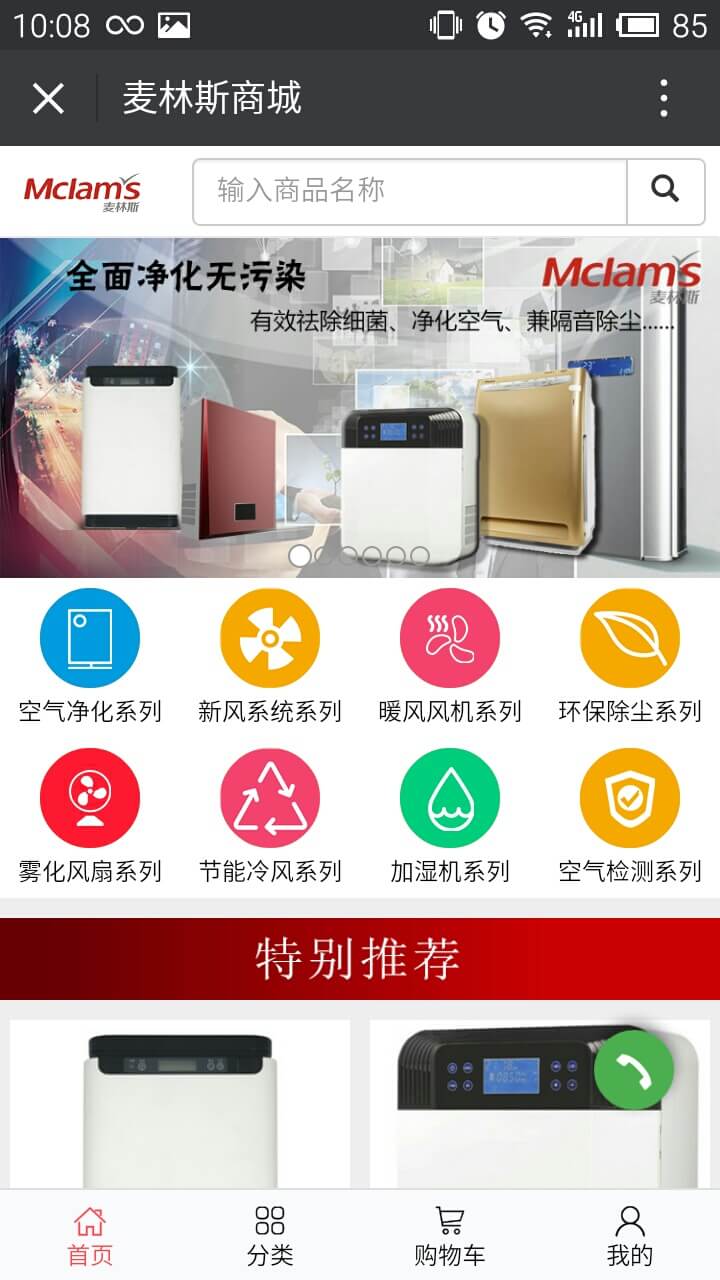 10:08 4G 85
麦林斯商城
Mclam's
麦林斯
输入商品名称
全面净化无污染
Mclam's
麦林斯
有效祛除细菌、净化空气、兼隔音除尘......
空气净化系列 新风系统系列 暖风风机系列 环保除尘系列
雾化风扇系列 节能冷风系列 加湿机系列 空气检测系列
特别推荐
首页 分类 购物车 我的